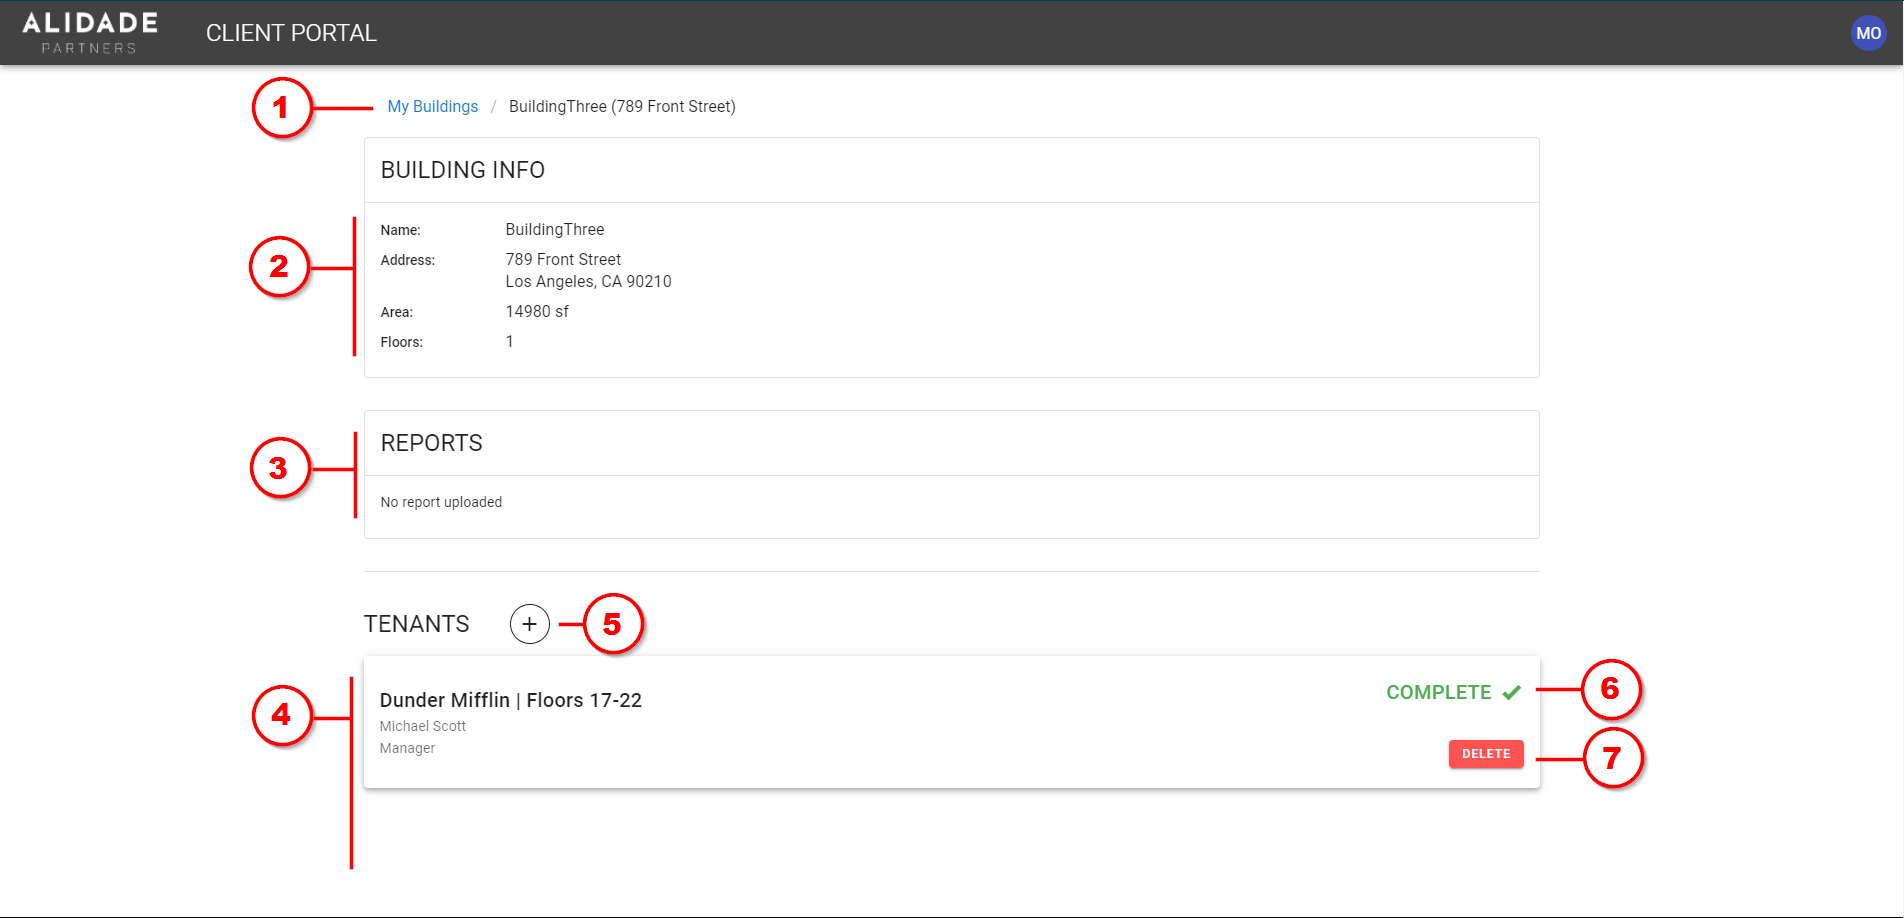 ALIDADE
PARTNERS
CLIENT PORTAL
MO
1
My Buildings / BuildingThree (789 Front Street)
BUILDING INFO
2
Name: BuildingThree
Address: 789 Front Street
Los Angeles, CA 90210
Area: 14980 sf
Floors: 1
3
REPORTS
No report uploaded
TENANTS + 5
4
Dunder Mifflin | Floors 17-22
Michael Scott
Manager
COMPLETE ✓ 6
DELETE 7